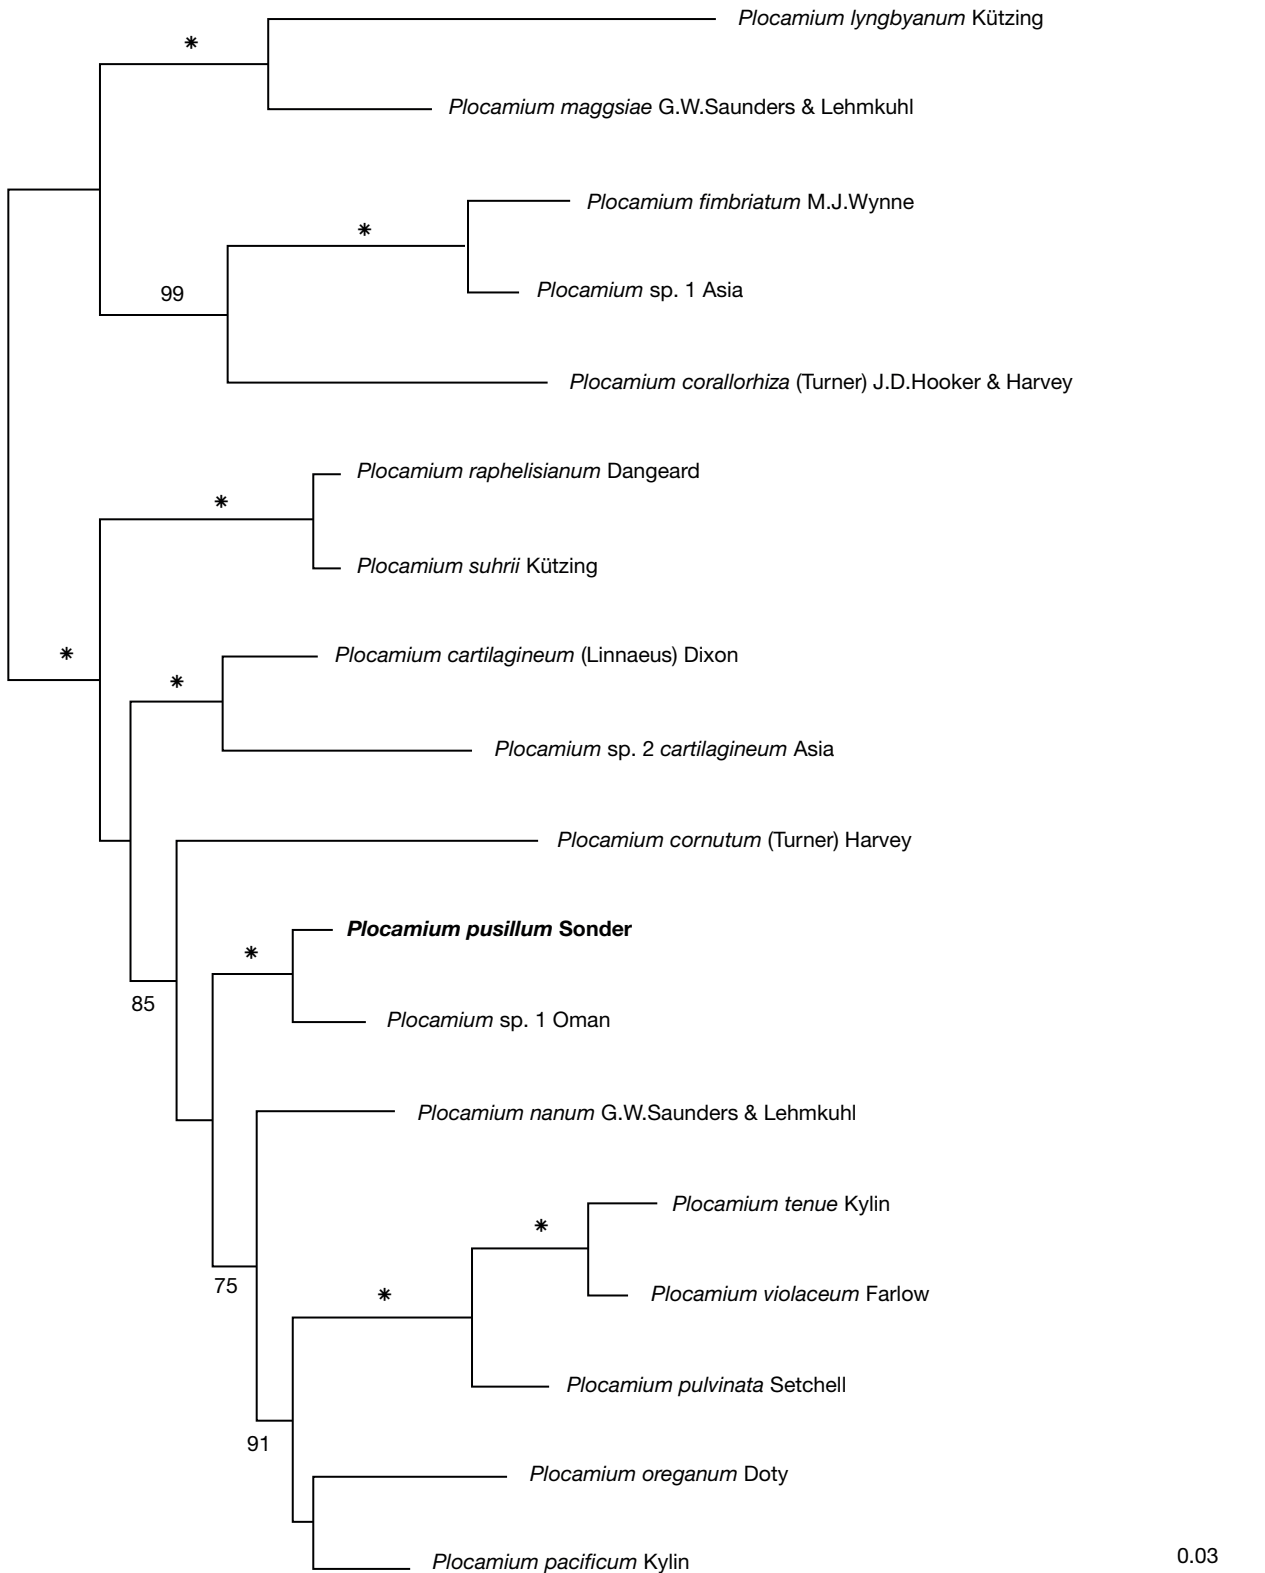 Plocamium lyngbyanum Kützing
*
Plocamium maggsiae G.W.Saunders & Lehmkuhl
Plocamium fimbriatum M.J.Wynne
*
Plocamium sp. 1 Asia
99
Plocamium corallorhiza (Turner) J.D.Hooker & Harvey
Plocamium raphelisianum Dangeard
*
Plocamium suhrii Kützing
*
Plocamium cartilagineum (Linnaeus) Dixon
*
Plocamium sp. 2 cartilagineum Asia
Plocamium cornutum (Turner) Harvey
Plocamium pusillum Sonder
*
85
Plocamium sp. 1 Oman
Plocamium nanum G.W.Saunders & Lehmkuhl
Plocamium tenue Kylin
*
75
*
Plocamium violaceum Farlow
Plocamium pulvinata Setchell
91
Plocamium oreganum Doty
Plocamium pacificum Kylin
0.03